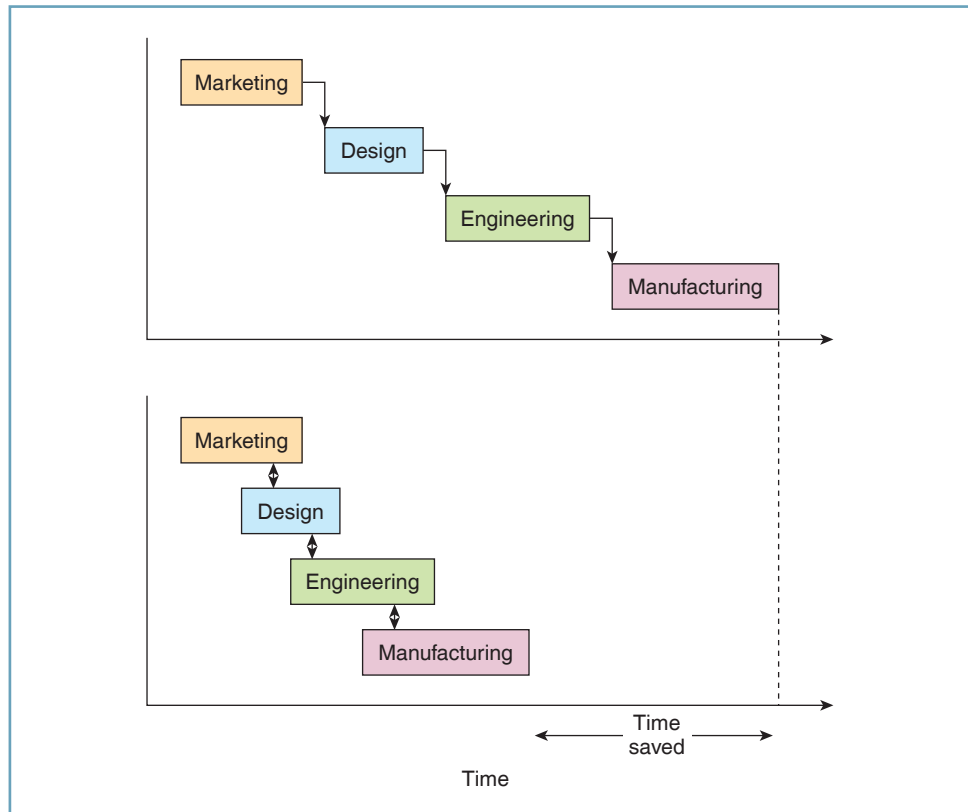 Marketing
Design
Engineering
Manufacturing
Marketing
Design
Engineering
Manufacturing
Time
saved
Time